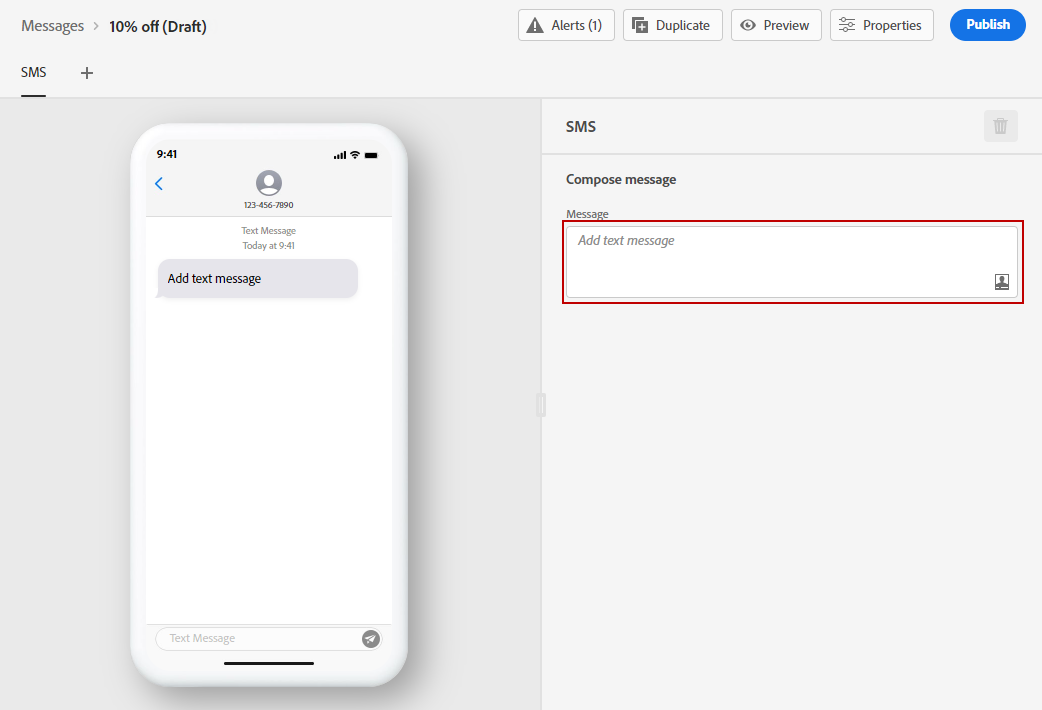 Messages > 10% off (Draft)
Alerts (1)
Duplicate
Preview
Properties
Publish
SMS
9:41
123-456-7890
Text Message
Today at 9:41
Add text message
Text Message
SMS
Compose message
Message
Add text message